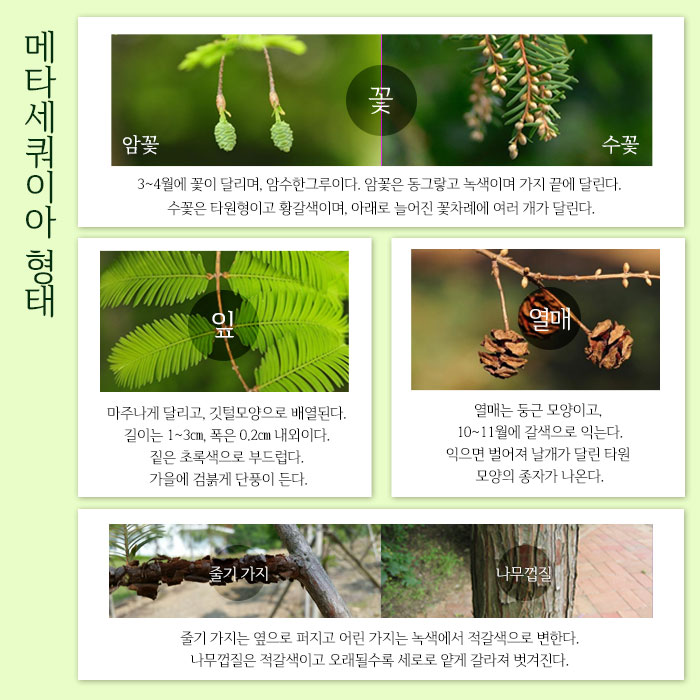 메타세쿼이아 형태
꽃
암꽃
수꽃
3~4월에 꽃이 달리며, 암수한그루이다. 암꽃은 동그랗고 녹색이며 가지 끝에 달린다.
수꽃은 타원형이고 황갈색이며, 아래로 늘어진 꽃차례에 여러 개가 달린다.
잎
마주나게 달리고, 깃털모양으로 배열된다.
길이는 1~3㎝, 폭은 0.2㎝ 내외이다.
짙은 초록색으로 부드럽다.
가을에 검붉게 단풍이 든다.
열매
열매는 둥근 모양이고,
10~11월에 갈색으로 익는다.
익으면 벌어져 날개가 달린 타원
모양의 종자가 나온다.
줄기 가지
나무껍질
줄기 가지는 옆으로 퍼지고 어린 가지는 녹색에서 적갈색으로 변한다.
나무껍질은 적갈색이고 오래될수록 세로로 얕게 갈라져 벗겨진다.